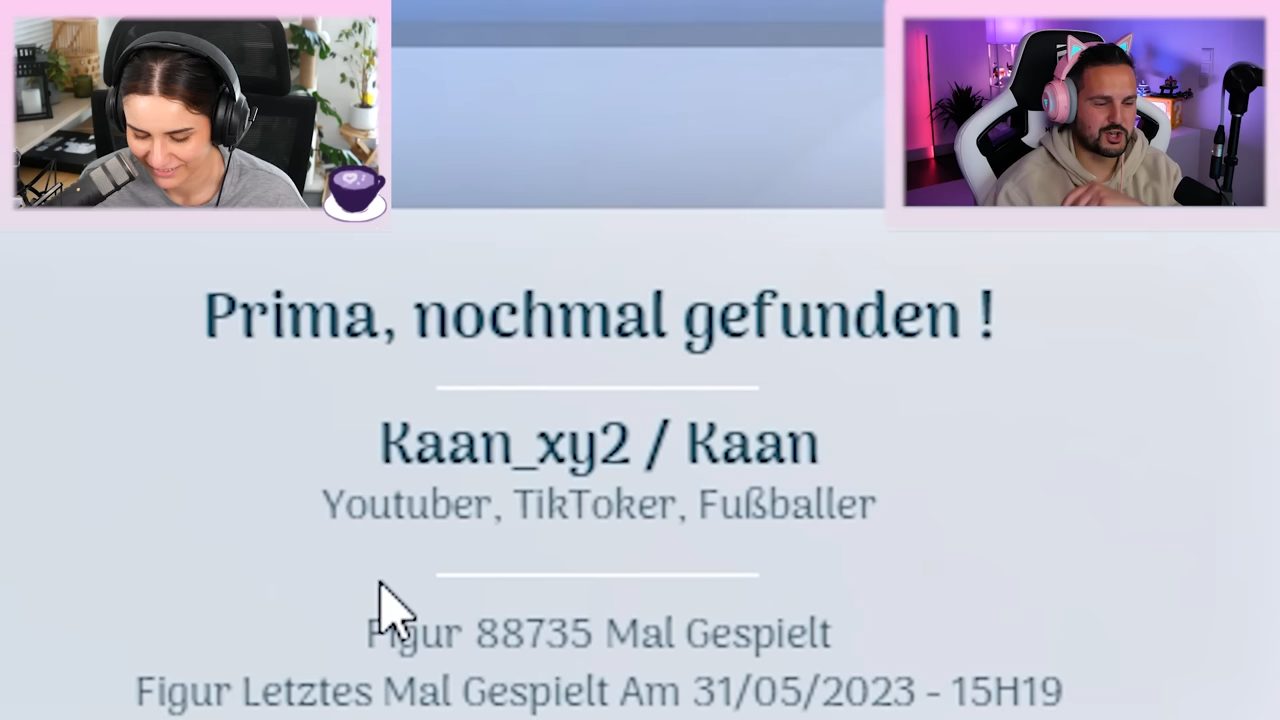 Prima, nochmal gefunden !
Kaan_xy2 / Kaan
Youtuber, TikToker, Fußballer
Figur 88735 Mal Gespielt
Figur Letztes Mal Gespielt Am 31/05/2023 - 15H19